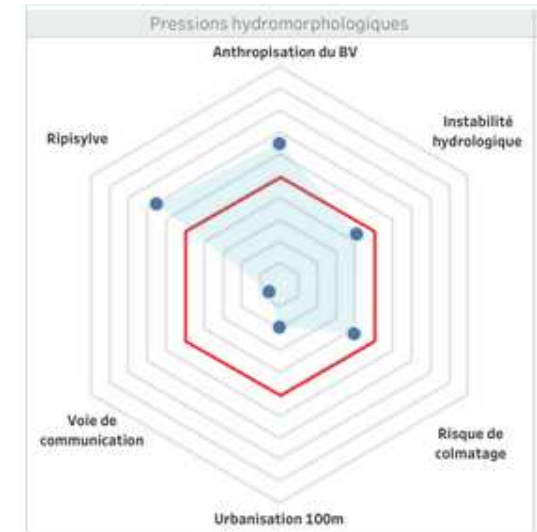 Pressions hydromorphologiques
Anthropisation du BV
Instabilité
hydrologique
Ripisylve
Voie de
communication
Risque de
colmatage
Urbanisation 100m